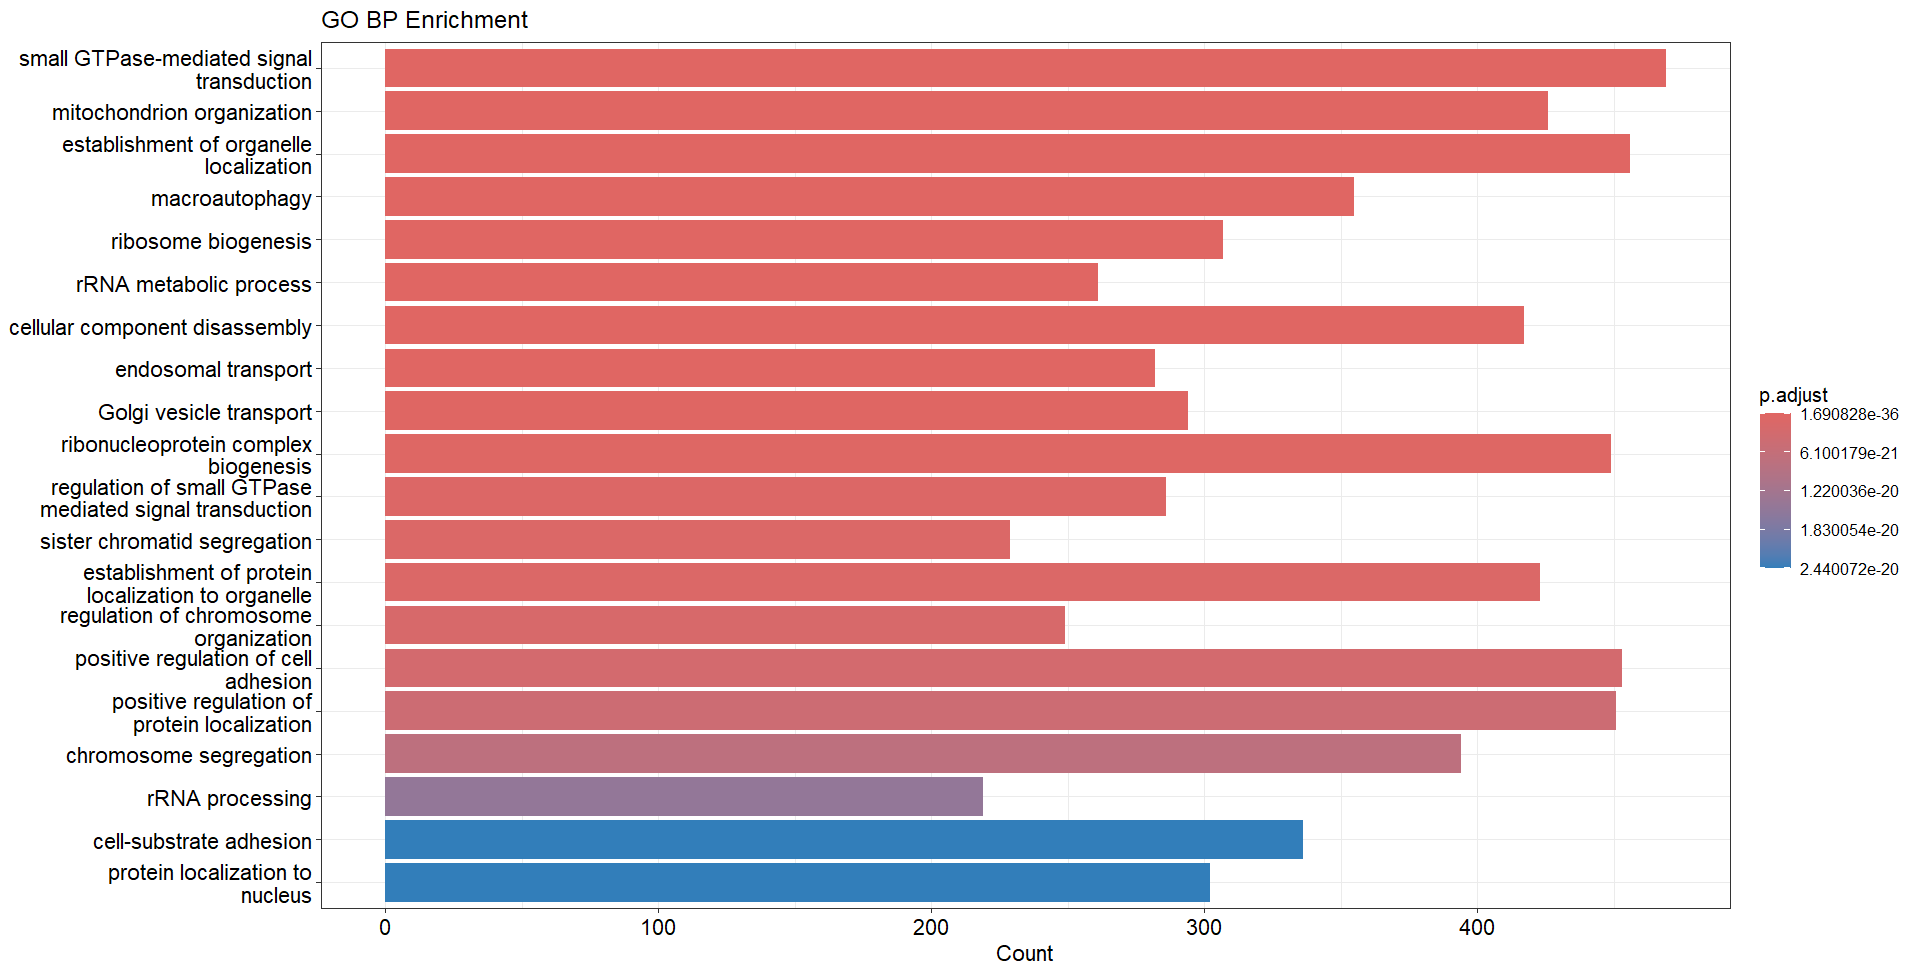 GO BP Enrichment
small GTPase-mediated signal
transduction
mitochondrion organization
establishment of organelle
localization
macroautophagy
ribosome biogenesis
rRNA metabolic process
cellular component disassembly
endosomal transport
Golgi vesicle transport
ribonucleoprotein complex
biogenesis
regulation of small GTPase
mediated signal transduction
sister chromatid segregation
establishment of protein
localization to organelle
regulation of chromosome
organization
positive regulation of cell
adhesion
positive regulation of
protein localization
chromosome segregation
rRNA processing
cell-substrate adhesion
protein localization to
nucleus
0 100 200 300 400
Count
p.adjust
1.690828e-36
6.100179e-21
1.220036e-20
1.830054e-20
2.440072e-20